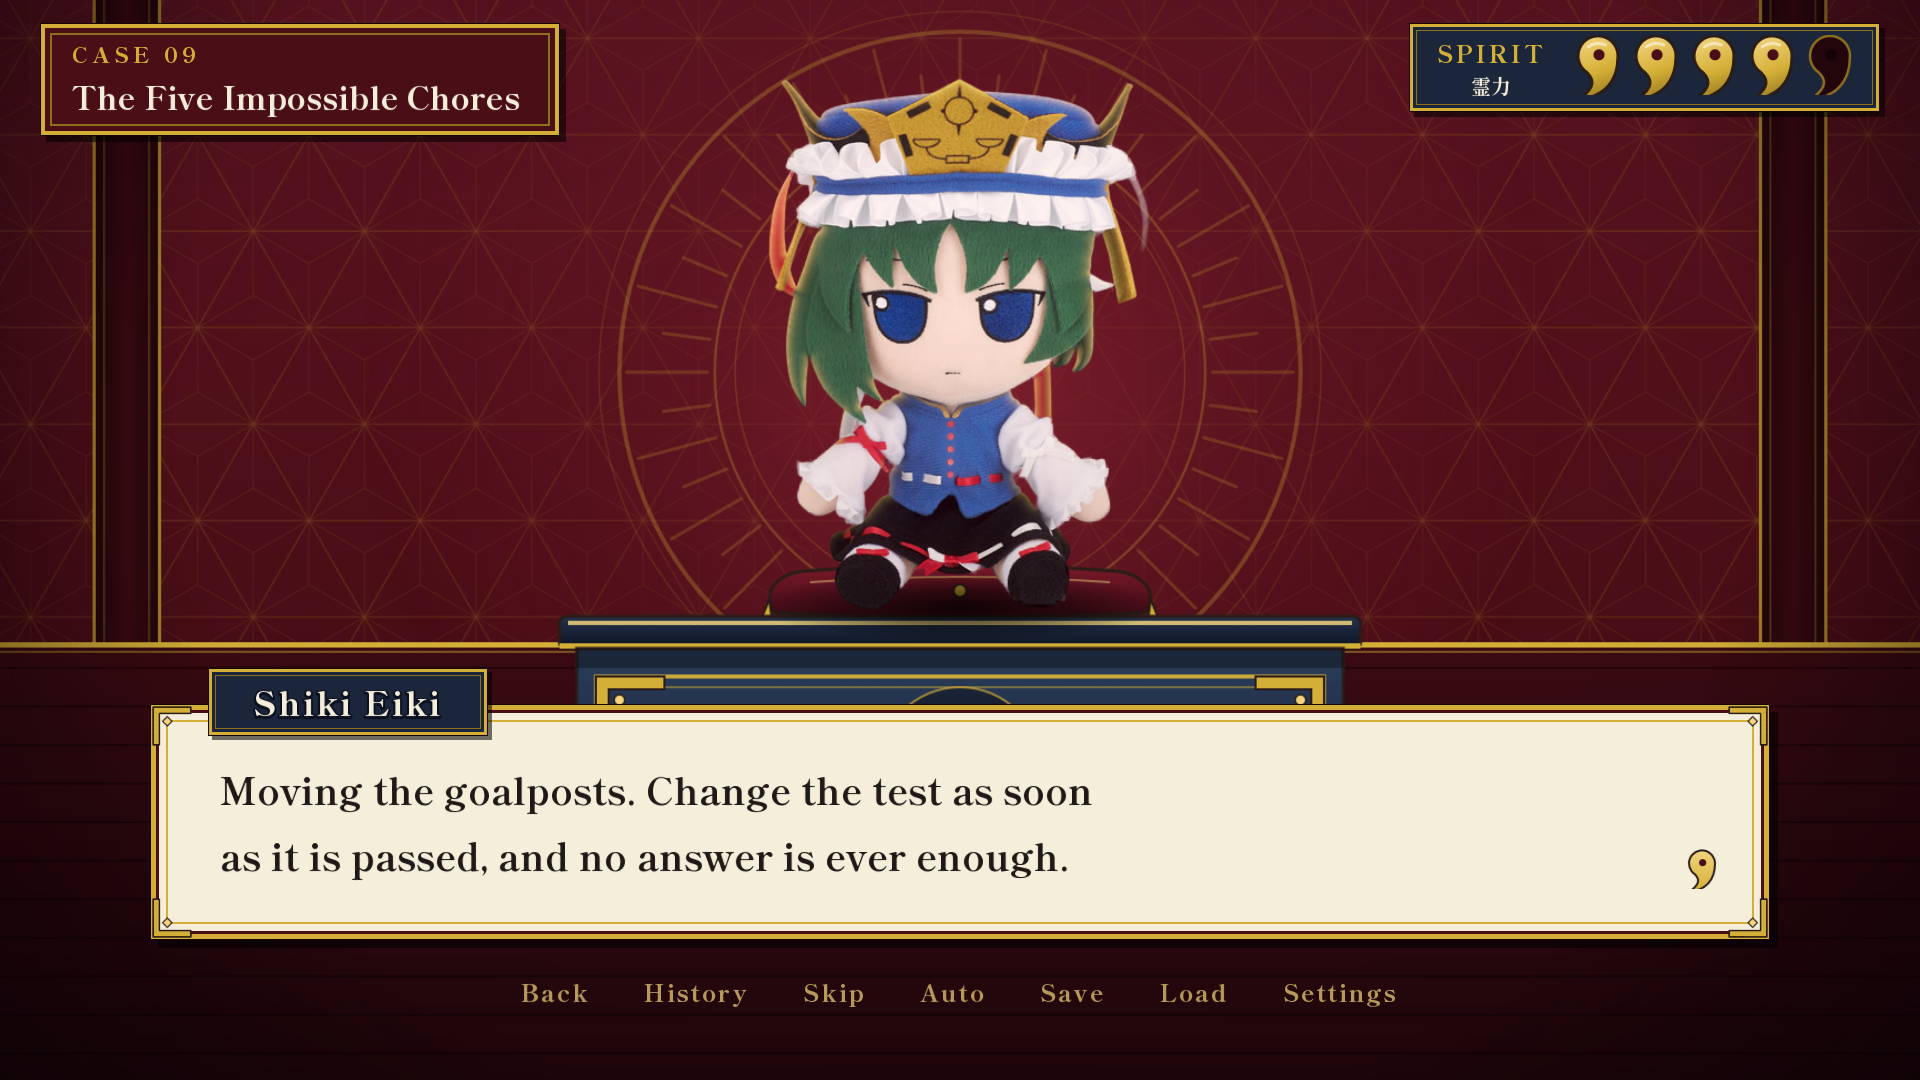 CASE 09
The Five Impossible Chores
SPIRIT
霊力
Shiki Eiki
Moving the goalposts. Change the test as soon
as it is passed, and no answer is ever enough.
Back History Skip Auto Save Load Settings